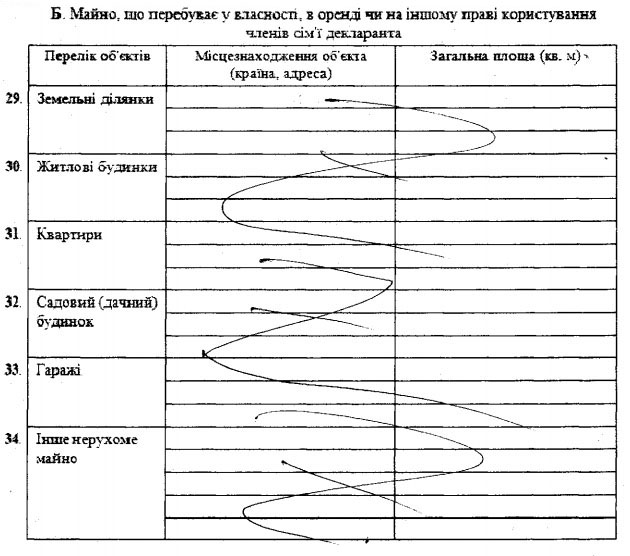 Б. Майно, що перебуває у власності, в оренді чи на іншому праві користування
членів сім'ї декларанта
Перелік об'єктів
Місцезнаходження об'єкта
(країна, адреса)
Загальна площа (кв. м)
29. Земельні ділянки
30. Житлові будинки
31. Квартири
32. Садовий (дачний)
будинок
33. Гаражі
34. Інше нерухоме
майно